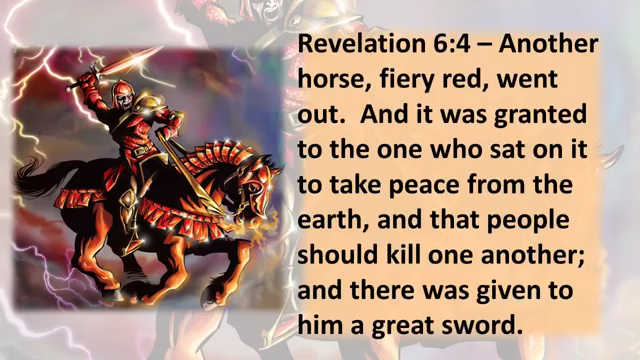 Revelation 6:4 – Another
horse, fiery red, went
out.  And it was granted
to the one who sat on it
to take peace from the
earth, and that people
should kill one another;
and there was given to
him a great sword.